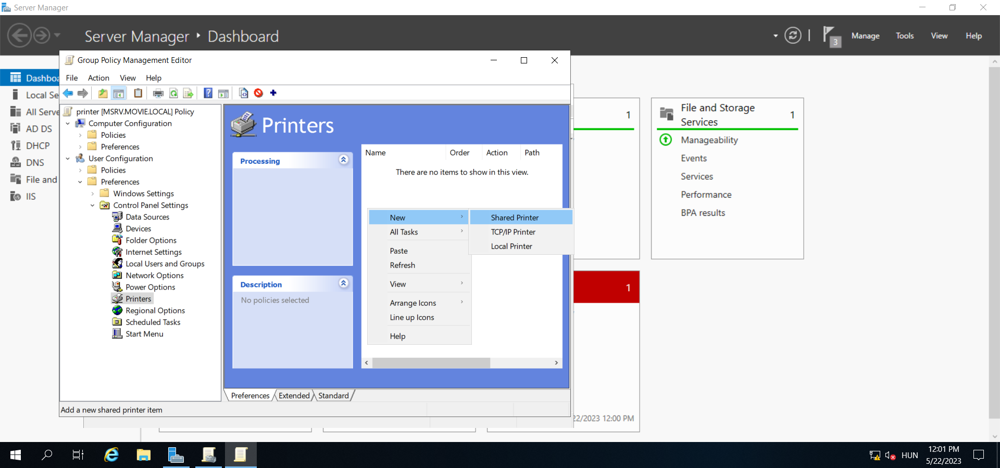 Server Manager
Server Manager ‣ Dashboard
3
Manage
Tools
View
Help
Group Policy Management Editor
File
Action
View
Help
Dashboa
Local Se
All Serve
AD DS
DHCP
DNS
File and
IIS
printer [MSRV.MOVIE.LOCAL] Policy
Computer Configuration
Policies
Preferences
User Configuration
Policies
Preferences
Windows Settings
Control Panel Settings
Data Sources
Devices
Folder Options
Internet Settings
Local Users and Groups
Network Options
Power Options
Printers
Regional Options
Scheduled Tasks
Start Menu
Printers
Processing
Description
No policies selected
Name
Order
Action
Path
There are no items to show in this view.
New
All Tasks
Paste
Refresh
View
Arrange Icons
Line up Icons
Help
Shared Printer
TCP/IP Printer
Local Printer
Preferences
Extended
Standard
Add a new shared printer item
1
1
22/2023 12:00 PM
File and Storage
Services
1
Manageability
Events
Services
Performance
BPA results
HUN
12:01 PM
5/22/2023